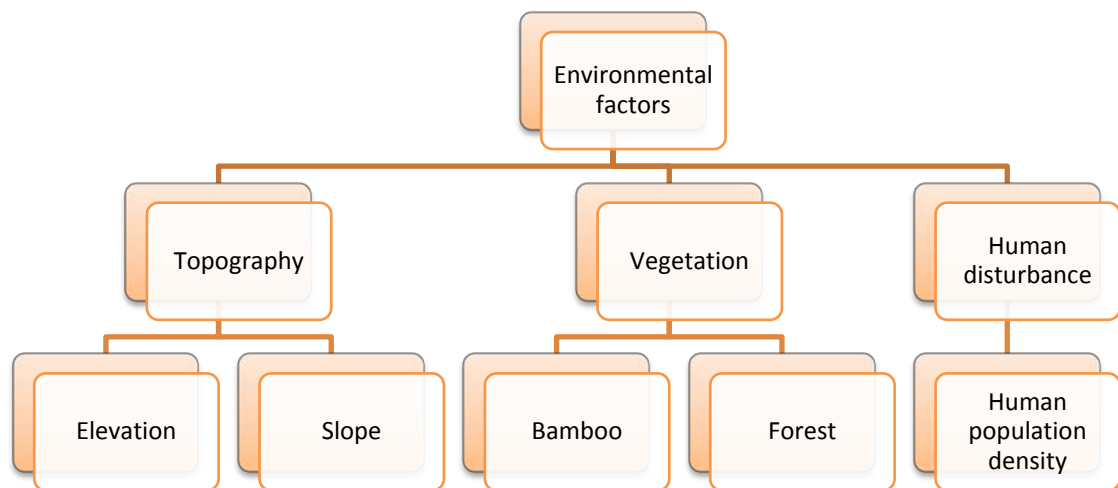 Environmental
factors
Topography
Vegetation
Human
disturbance
Elevation
Slope
Bamboo
Forest
Human
population
density